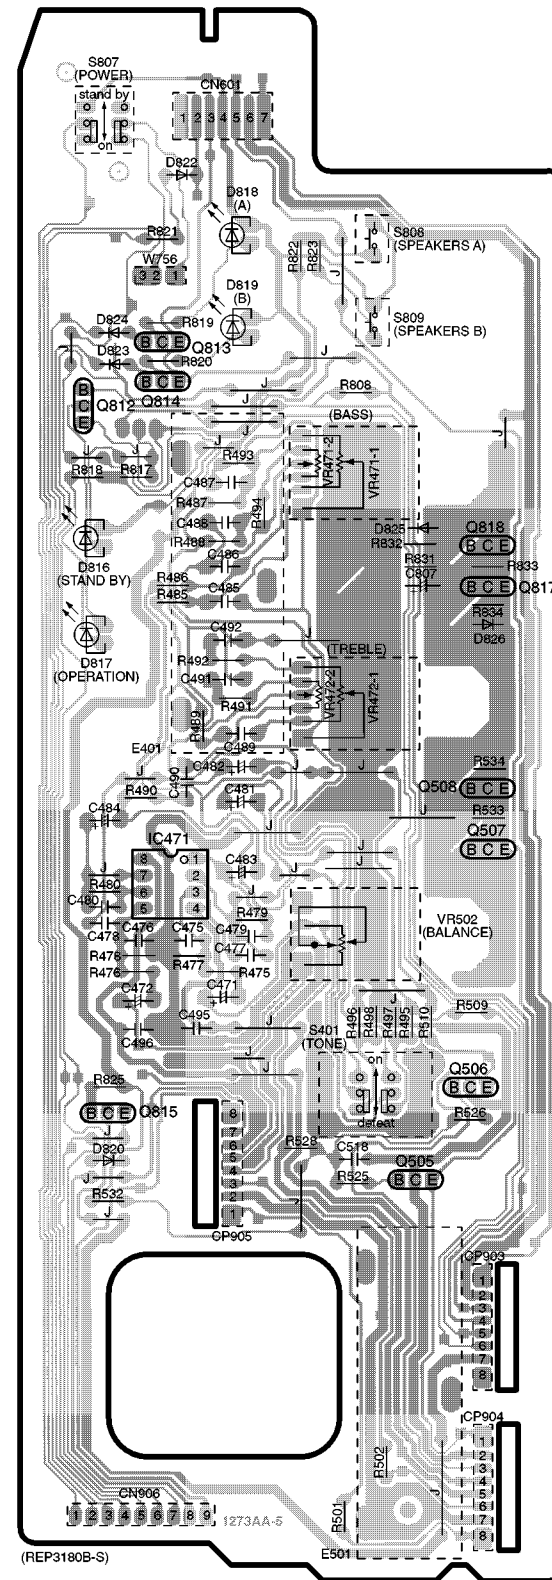 S807
(POWER)
stand by
on
CN601
1 2 3 4 5 6 7
D822
D818
(A)
R821
W756
3 2 1
R822
R823
J
S808
(SPEAKERS A)
D819
(B)
S809
(SPEAKERS B)
D824
R819
B C E
Q813
D823
R820
B C E
Q814
J
J
J
R808
B
C
E
Q812
J
(BASS)
J
J
J
J
R493
R818
R817
C487
VR471-2
VR471-1
R487
R494
C488
D825
Q818
R488
R832
B C E
D816
(STAND BY)
C486
R831
R833
R486
C807
Q817
R485
C485
B C E
R834
D826
D817
(OPERATION)
C492
J
(TREBLE)
R492
C491
VR472-2
VR472-1
R491
R489
C489
E401
C482
J
J
R534
J
C490
R490
Q508
B C E
C481
C484
R533
J
J
Q507
IC471
B C E
J
8 1
7 2
6 3
5 4
C483
J
J
R480
C480
J
R479
VR502
(BALANCE)
C478
C476
C475
C479
C477
R476
R477
R476
J
R475
C472
C471
J
S401
(TONE)
R496
R498
R497
R495
R510
R509
C495
J
C496
J
on
Q506
J
R825
B C E
B C E
Q815
8
7
6
5
4
3
2
1
defeat
R526
J
D820
R528
C518
Q505
J
R525
B C E
R532
J
J
CP905
CP903
1
2
3
4
5
6
7
8
CP904
1
2
3
4
5
6
7
8
R502
J
CN906
1 2 3 4 5 6 7 8 9
1273AA-5
R501
E501
(REP3180B-S)